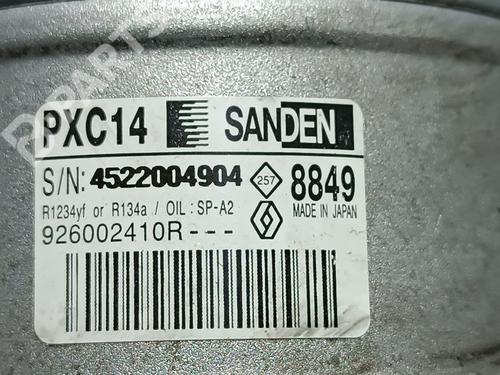 PXC14 SANDEN
S/N: 4522004904 257 8849
R1234yf or R134a / OIL : SP-A2 MADE IN JAPAN
926002410R---